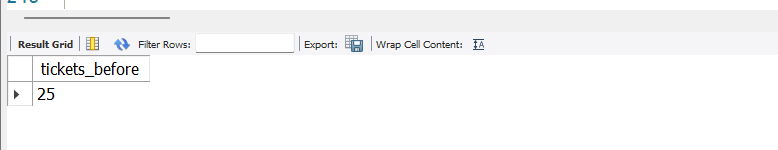 Result Grid Filter Rows: Export: Wrap Cell Content:
tickets_before
25